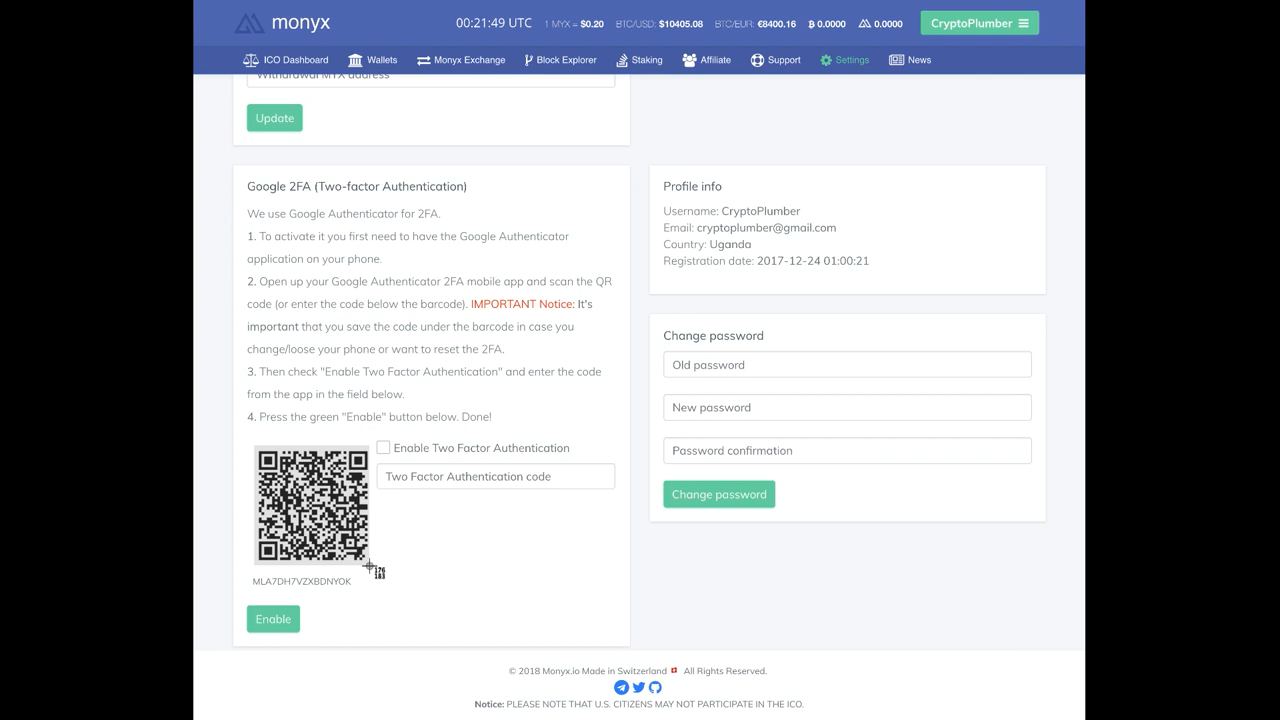 monyx
00:21:49 UTC
1 MYX = $0.20
BTC/USD: $10405.08
BTC/EUR: €8400.16
0.0000
0.0000
CryptoPlumber
ICO Dashboard
Wallets
Monyx Exchange
Block Explorer
Staking
Affiliate
Support
Settings
News
Withdrawal MYX address
Update
Google 2FA (Two-factor Authentication)
We use Google Authenticator for 2FA.
1. To activate it you first need to have the Google Authenticator
application on your phone.
2. Open up your Google Authenticator 2FA mobile app and scan the QR
code (or enter the code below the barcode). IMPORTANT Notice: It's
important that you save the code under the barcode in case you
change/loose your phone or want to reset the 2FA.
3. Then check "Enable Two Factor Authentication" and enter the code
from the app in the field below.
4. Press the green "Enable" button below. Done!
Enable Two Factor Authentication
Two Factor Authentication code
176
183
MLA7DH7VZXBDNYOK
Enable
Profile info
Username: CryptoPlumber
Email: cryptoplumber@gmail.com
Country: Uganda
Registration date: 2017-12-24 01:00:21
Change password
Old password
New password
Password confirmation
Change password
© 2018 Monyx.io Made in Switzerland All Rights Reserved.
Notice: PLEASE NOTE THAT U.S. CITIZENS MAY NOT PARTICIPATE IN THE ICO.